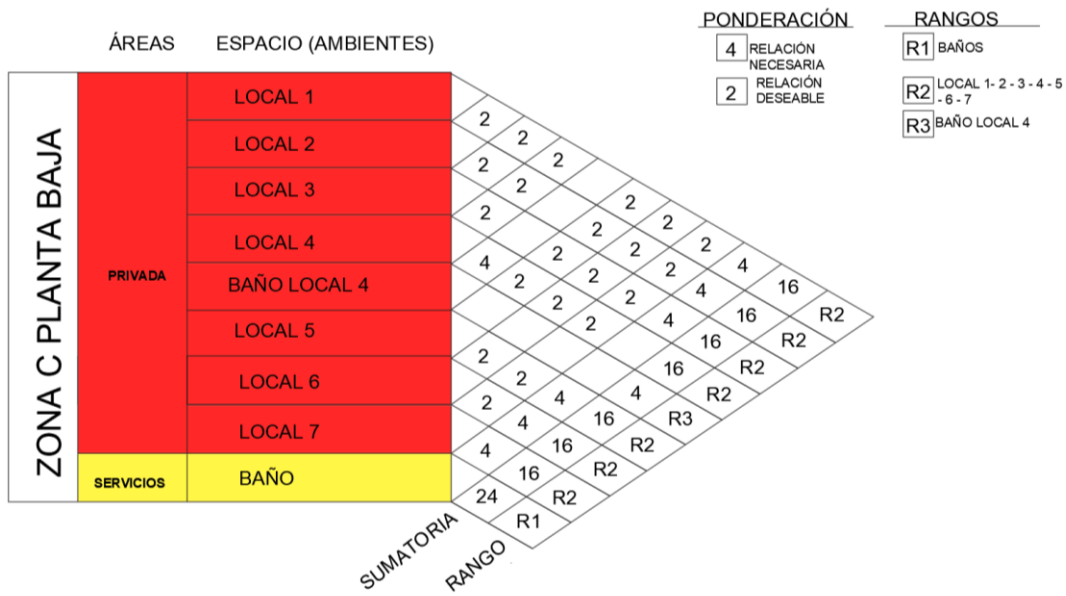 PONDERACIÓN
4 RELACIÓN
NECESARIA
2 RELACIÓN
DESEABLE
RANGOS
R1 BAÑOS
R2 LOCAL 1- 2 - 3 - 4 - 5
- 6 - 7
R3 BAÑO LOCAL 4
ÁREAS
ESPACIO (AMBIENTES)
ZONA C PLANTA BAJA
PRIVADA
SERVICIOS
LOCAL 1
LOCAL 2
LOCAL 3
LOCAL 4
BAÑO LOCAL 4
LOCAL 5
LOCAL 6
LOCAL 7
BAÑO
2
2
2 2
2
2
2
2
2
2 2 2
4 4
2 2 2
16
4
2 2
16 R2
4
2
16 R2
2
16 R2
2
4 R2
2 4
16 R3
4
16 R2
4
16 R2
24 R2
R1
SUMATORIA
RANGO